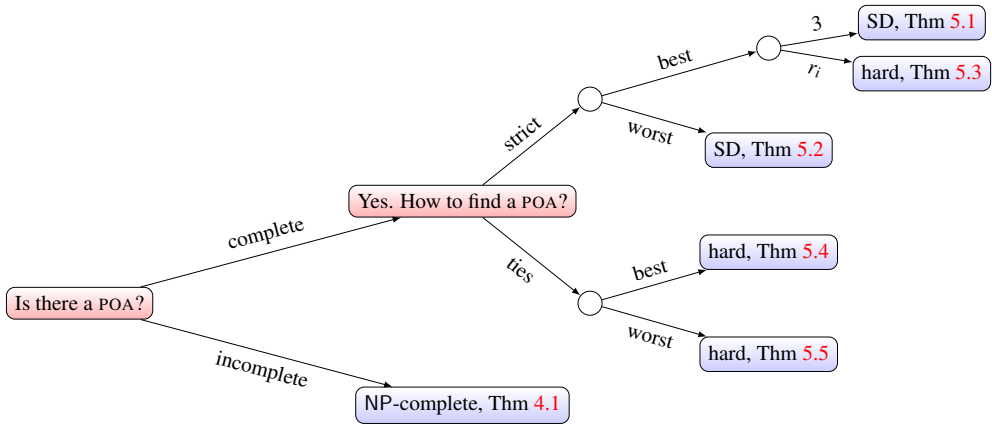 3
SD, Thm 5.1
best
r_i
hard, Thm 5.3
strict
worst
SD, Thm 5.2
Yes. How to find a POA?
complete
ties
best
hard, Thm 5.4
Is there a POA?
worst
hard, Thm 5.5
incomplete
NP-complete, Thm 4.1